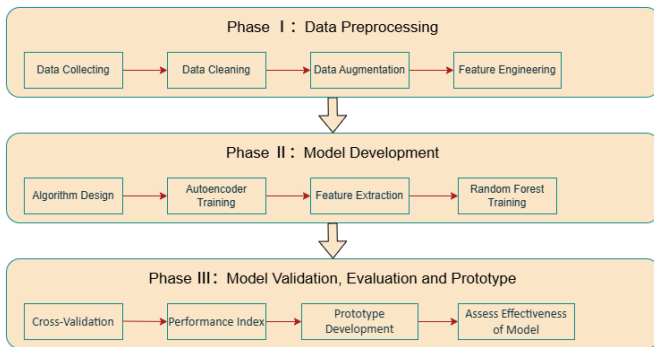 Phase Ⅰ: Data Preprocessing
Data Collecting
Data Cleaning
Data Augmentation
Feature Engineering
Phase Ⅱ: Model Development
Algorithm Design
Autoencoder
Training
Feature Extraction
Random Forest
Training
Phase Ⅲ: Model Validation, Evaluation and Prototype
Cross-Validation
Performance Index
Prototype
Development
Assess Effectiveness
of Model